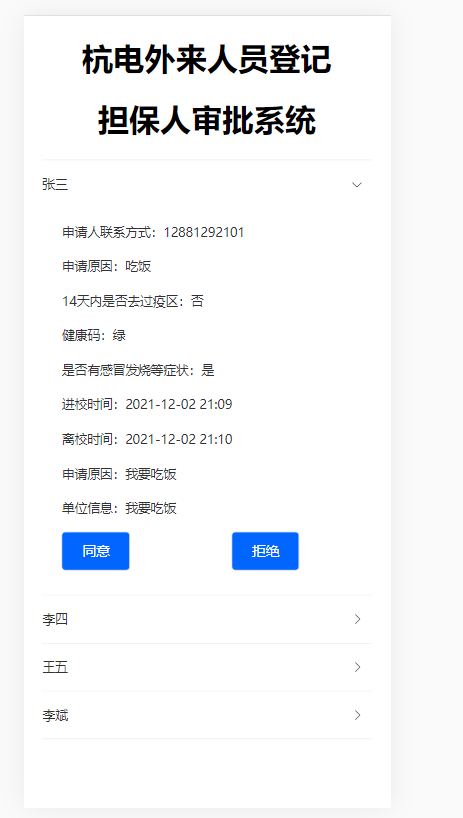 杭电外来人员登记
担保人审批系统
张三
申请人联系方式：12881292101
申请原因：吃饭
14天内是否去过疫区：否
健康码：绿
是否有感冒发烧等症状：是
进校时间：2021-12-02 21:09
离校时间：2021-12-02 21:10
申请原因：我要吃饭
单位信息：我要吃饭
同意 拒绝
李四
王五
李斌